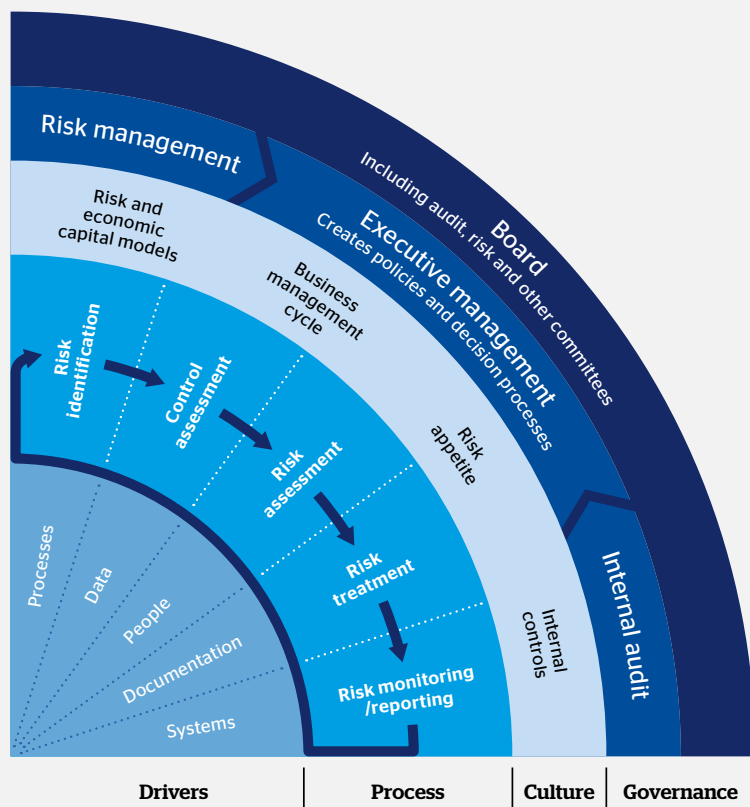 Board
Including audit, risk and other committees
Risk management
Executive management
Creates policies and decision processes
Internal audit
Risk and
economic
capital models
Business
management
cycle
Risk
appetite
Internal
controls
Risk
identification
Control
assessment
Risk
assessment
Risk
treatment
Risk monitoring
/reporting
Processes
Data
People
Documentation
Systems
Drivers
Process
Culture
Governance